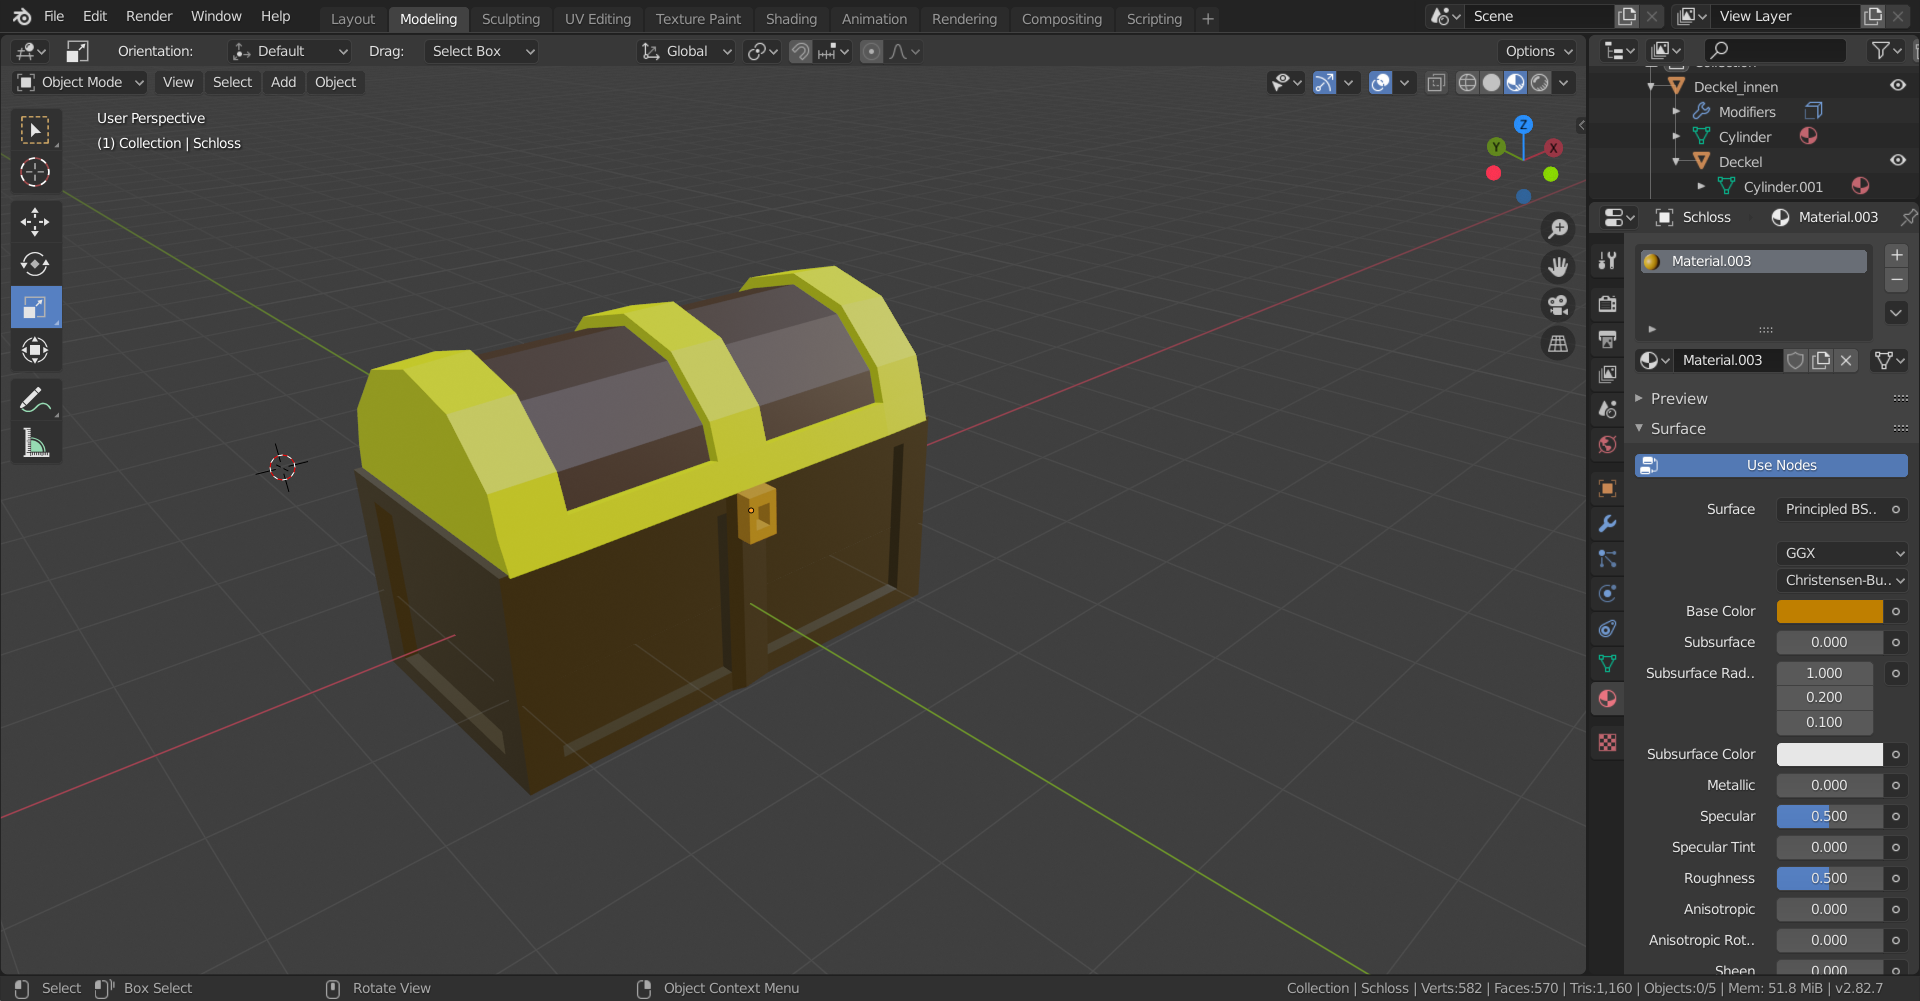 File Edit Render Window Help Layout Modeling Sculpting UV Editing Texture Paint Shading Animation Rendering Compositing Scripting + Scene View Layer
Orientation: Default Drag: Select Box Global Options
Object Mode View Select Add Object
User Perspective
(1) Collection | Schloss
Z
Y
X
Collection
Deckel_innen
Modifiers
Cylinder
Deckel
Cylinder.001
Schloss Material.003
Material.003
Material.003
Preview
Surface
Use Nodes
Surface Principled BS..
GGX
Christensen-Bu..
Base Color
Subsurface 0.000
Subsurface Rad.. 1.000
0.200
0.100
Subsurface Color
Metallic 0.000
Specular 0.500
Specular Tint 0.000
Roughness 0.500
Anisotropic 0.000
Anisotropic Rot.. 0.000
Sheen 0.000
Select Box Select Rotate View Object Context Menu Collection | Schloss | Verts:582 | Faces:570 | Tris:1,160 | Objects:0/5 | Mem: 51.8 MiB | v2.82.7